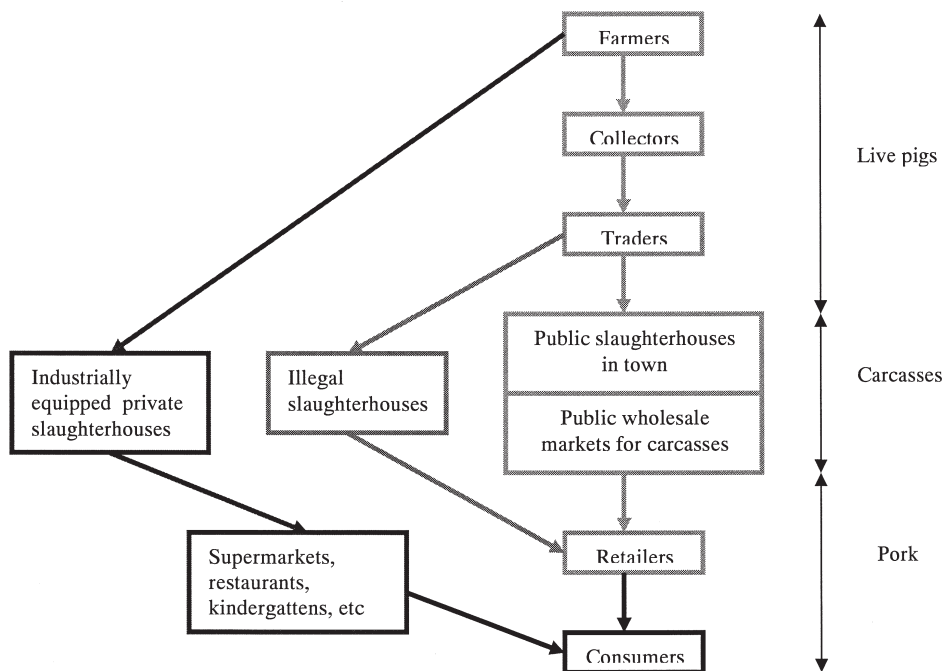 Farmers
Collectors
Live pigs
Traders
Public slaughterhouses
in town
Carcasses
Industrially
equipped private
slaughterhouses
Illegal
slaughterhouses
Public wholesale
markets for carcasses
Supermarkets,
restaurants,
kindergattens, etc
Retailers
Pork
Consumers